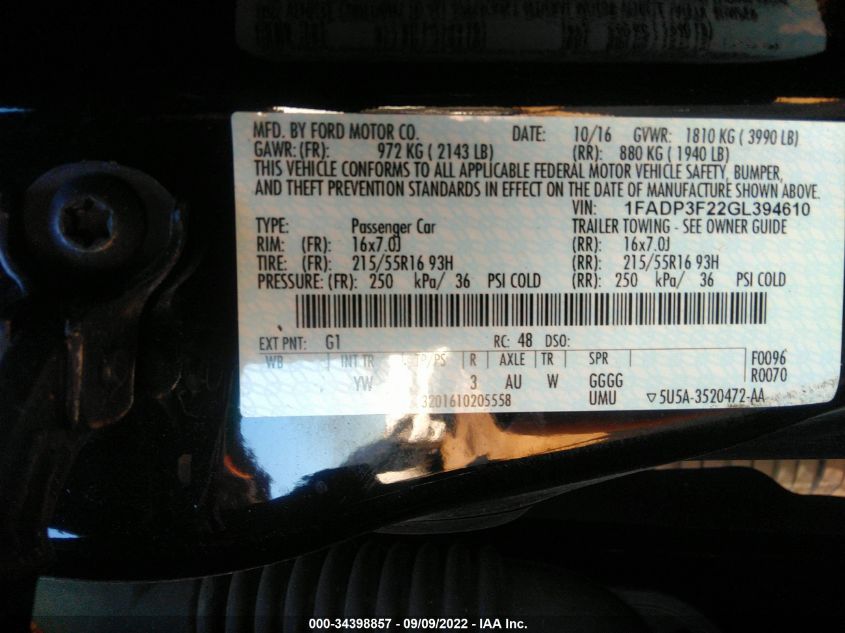 MFD. BY FORD MOTOR CO. DATE: 10/16 GVWR: 1810 KG ( 3990 LB)
GAWR: (FR): 972 KG ( 2143 LB) (RR): 880 KG ( 1940 LB)
THIS VEHICLE CONFORMS TO ALL APPLICABLE FEDERAL MOTOR VEHICLE SAFETY, BUMPER,
AND THEFT PREVENTION STANDARDS IN EFFECT ON THE DATE OF MANUFACTURE SHOWN ABOVE.
VIN: 1FADP3F22GL394610
TYPE: Passenger Car TRAILER TOWING - SEE OWNER GUIDE
RIM: (FR): 16x7.0J (RR): 16x7.0J
TIRE: (FR): 215/55R16 93H (RR): 215/55R16 93H
PRESSURE: (FR): 250 kPa/ 36 PSI COLD (RR): 250 kPa/ 36 PSI COLD
EXT PNT: G1 RC: 48 DSO:
WB INT TR TP/PS R AXLE TR SPR F0096
YW 3 AU W GGGG R0070
3201610205558 UMU ▽5U5A-3520472-AA
000-34398857 - 09/09/2022 - IAA Inc.